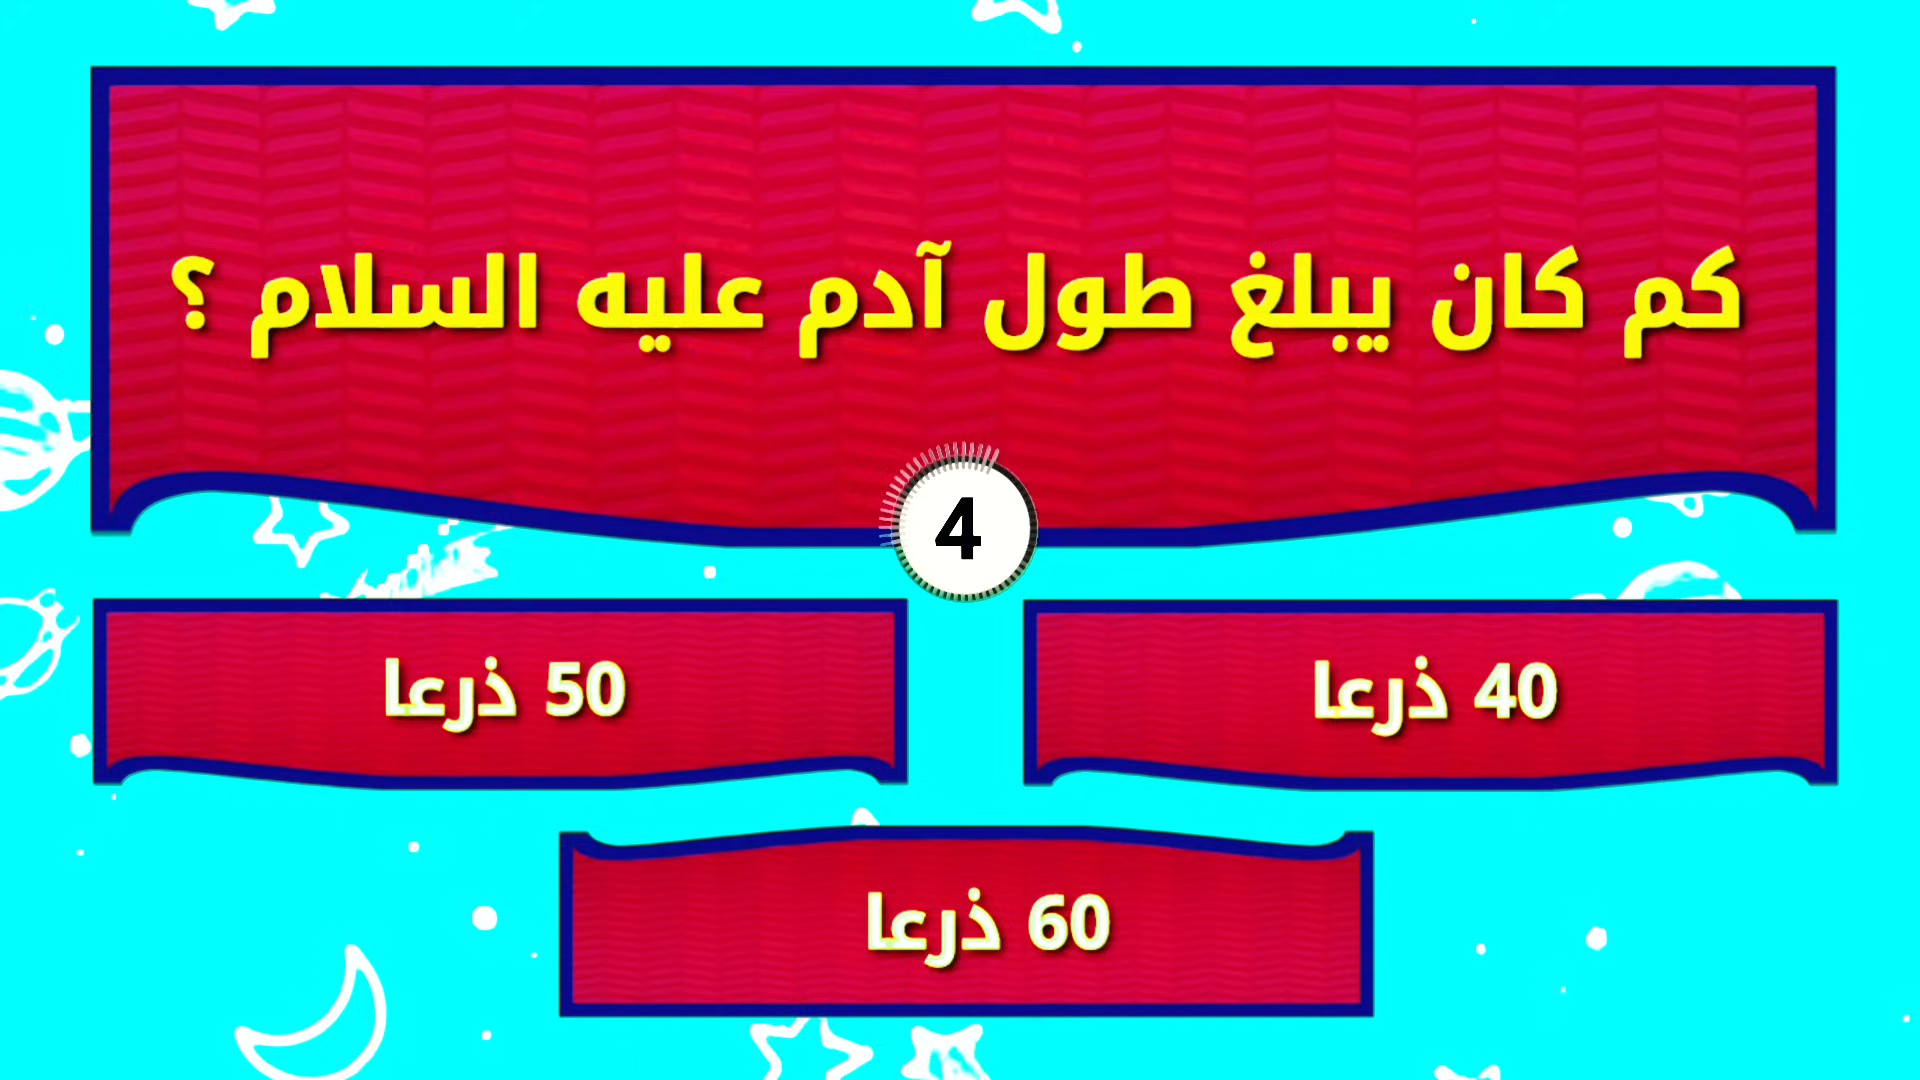 كم كان يبلغ طول آدم عليه السلام ؟
4
40 ذرعا
50 ذرعا
60 ذرعا